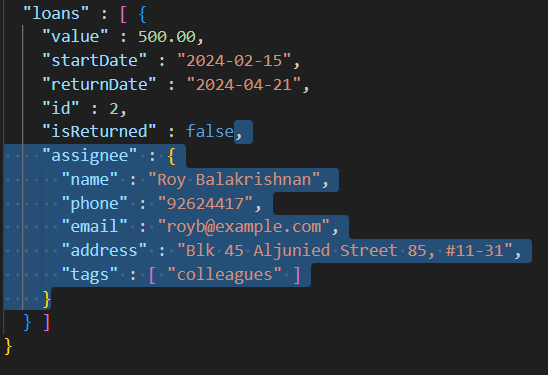 "loans" : [ {
"value" : 500.00,
"startDate" : "2024-02-15",
"returnDate" : "2024-04-21",
"id" : 2,
"isReturned" : false,
"assignee" : {
"name" : "Roy Balakrishnan",
"phone" : "92624417",
"email" : "royb@example.com",
"address" : "Blk 45 Aljunied Street 85, #11-31",
"tags" : [ "colleagues" ]
}
} ]
}